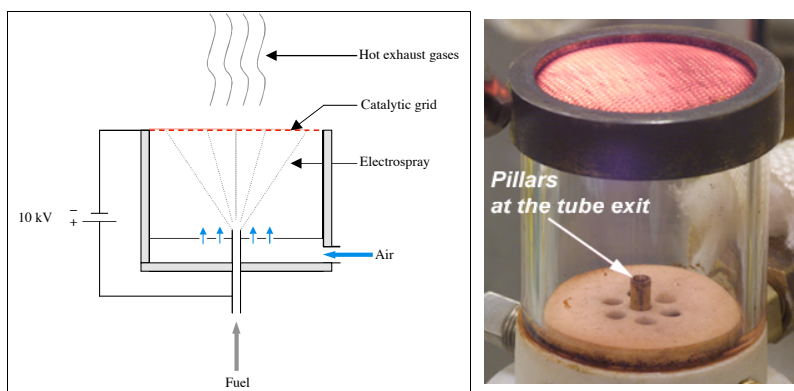 Hot exhaust gases
Catalytic grid
Electrospray
10 kV
−
+
Air
Fuel
Pillars
at the tube exit